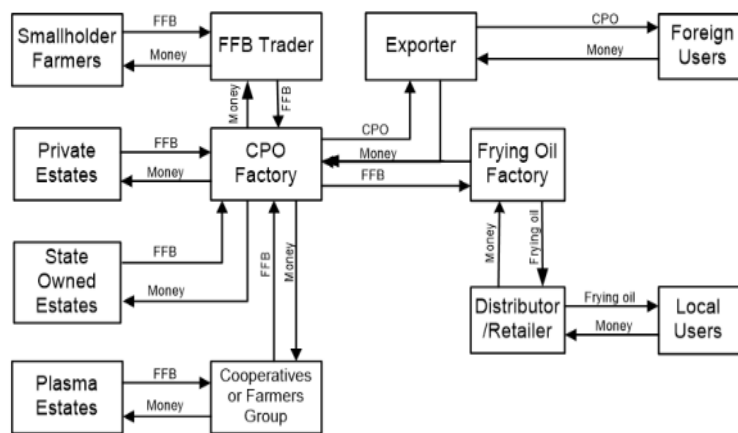 Smallholder
Farmers
FFB
Money
FFB Trader
Exporter
CPO
Money
Foreign
Users
Money
FFB
Private
Estates
FFB
Money
CPO
Factory
CPO
Money
FFB
Frying Oil
Factory
State
Owned
Estates
FFB
Money
FFB
Money
Money
Frying oil
Distributor
/Retailer
Frying oil
Money
Local
Users
Plasma
Estates
FFB
Money
Cooperatives
or Farmers
Group